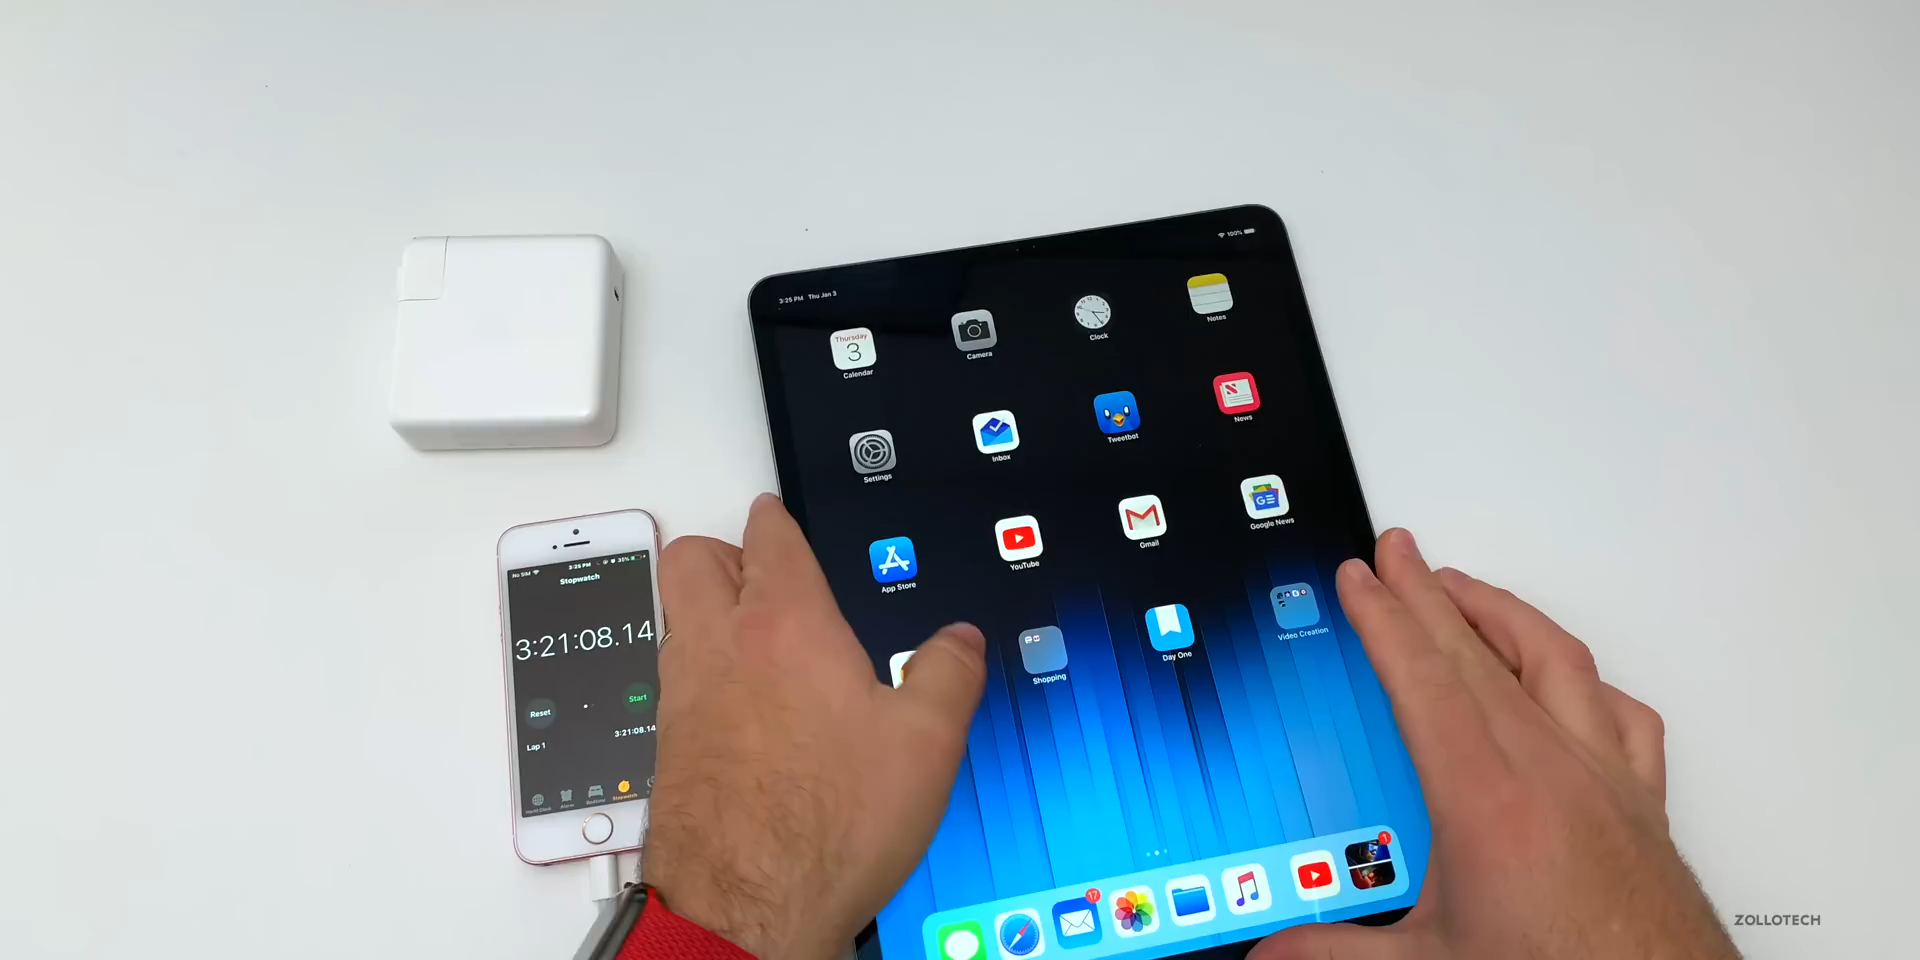 3:25 PM Thu Jan 3
100%
Thursday
3
Calendar
Camera
Clock
Notes
Settings
Inbox
Tweetbot
News
App Store
YouTube
Gmail
GE
Google News
Shopping
Day One
Video Creation
17
1
No SIM
3:25 PM
35%
Stopwatch
3:21:08.14
Reset
Start
Lap 1
3:21:08.14
World Clock
Alarm
Bedtime
Stopwatch
ZOLLOTECH